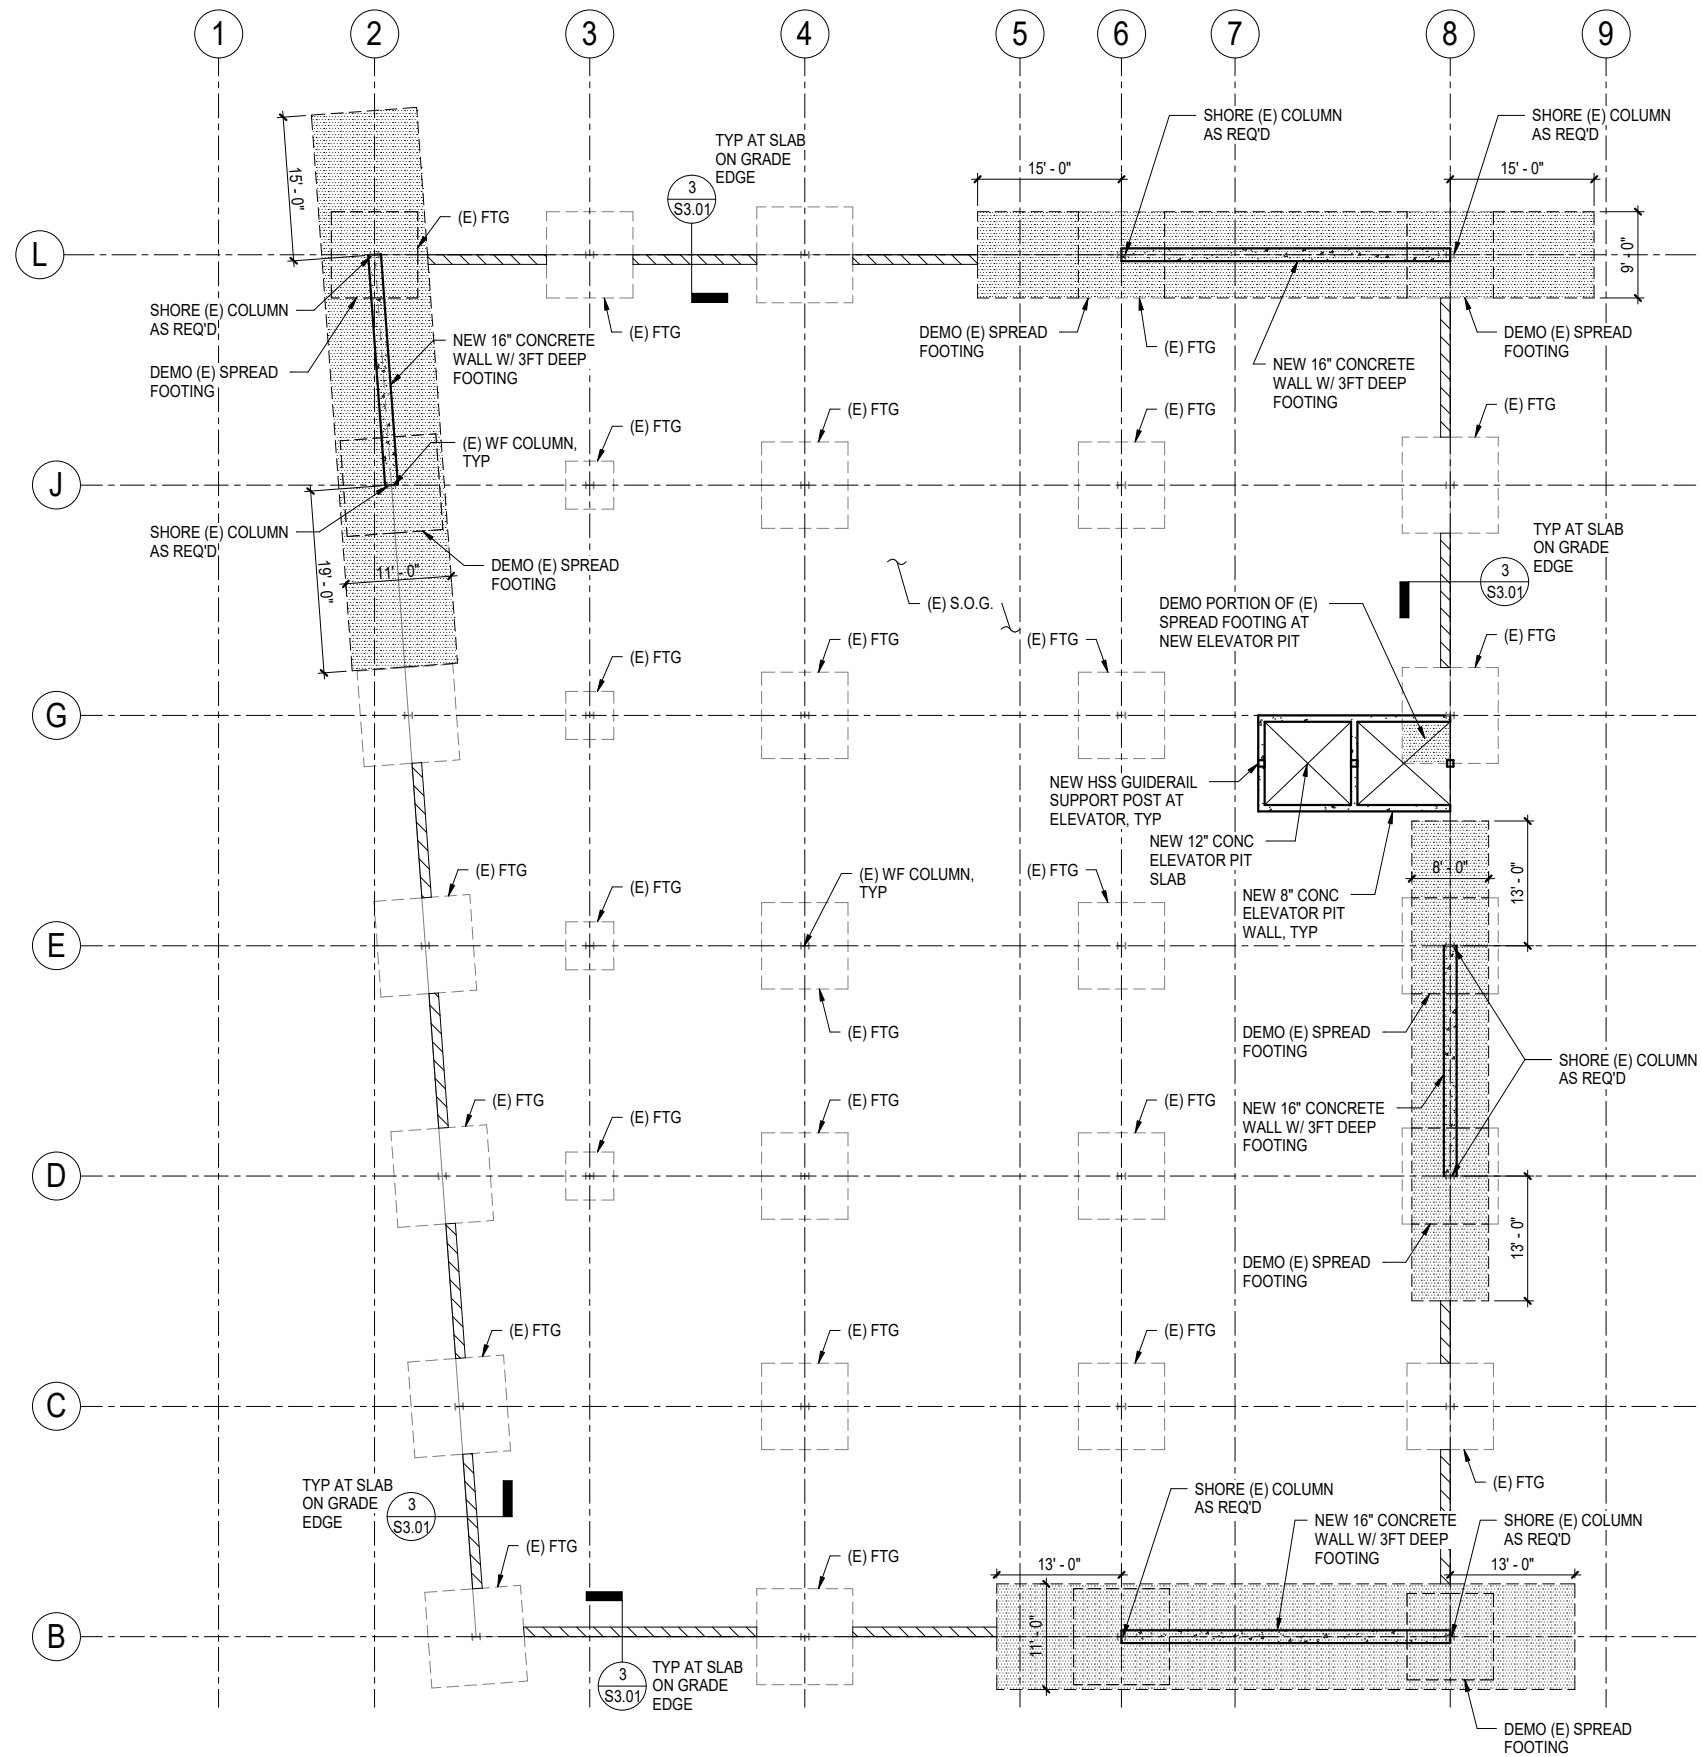 1
2
3
4
5
6
7
8
9
SHORE (E) COLUMN
AS REQ'D
SHORE (E) COLUMN
AS REQ'D
TYP AT SLAB
ON GRADE
EDGE
3
S3.01
15' - 0"
15' - 0"
15' - 0"
9' - 0"
(E) FTG
L
SHORE (E) COLUMN
AS REQ'D
DEMO (E) SPREAD
FOOTING
NEW 16" CONCRETE
WALL W/ 3FT DEEP
FOOTING
(E) FTG
DEMO (E) SPREAD
FOOTING
(E) FTG
NEW 16" CONCRETE
WALL W/ 3FT DEEP
FOOTING
DEMO (E) SPREAD
FOOTING
(E) FTG
(E) FTG
(E) FTG
(E) FTG
(E) WF COLUMN,
TYP
J
SHORE (E) COLUMN
AS REQ'D
DEMO (E) SPREAD
FOOTING
19' - 0"
11' - 0"
TYP AT SLAB
ON GRADE
EDGE
3
S3.01
(E) S.O.G.
DEMO PORTION OF (E)
SPREAD FOOTING AT
NEW ELEVATOR PIT
(E) FTG
(E) FTG
(E) FTG
(E) FTG
G
NEW HSS GUIDERAIL
SUPPORT POST AT
ELEVATOR, TYP
NEW 12" CONC
ELEVATOR PIT
SLAB
NEW 8" CONC
ELEVATOR PIT
WALL, TYP
8' - 0"
13' - 0"
(E) FTG
(E) FTG
(E) WF COLUMN,
TYP
(E) FTG
E
(E) FTG
DEMO (E) SPREAD
FOOTING
SHORE (E) COLUMN
AS REQ'D
NEW 16" CONCRETE
WALL W/ 3FT DEEP
FOOTING
(E) FTG
(E) FTG
(E) FTG
(E) FTG
D
13' - 0"
DEMO (E) SPREAD
FOOTING
(E) FTG
(E) FTG
(E) FTG
C
(E) FTG
TYP AT SLAB
ON GRADE
EDGE
3
S3.01
SHORE (E) COLUMN
AS REQ'D
NEW 16" CONCRETE
WALL W/ 3FT DEEP
FOOTING
SHORE (E) COLUMN
AS REQ'D
(E) FTG
(E) FTG
13' - 0"
13' - 0"
11' - 0"
B
3
S3.01
TYP AT SLAB
ON GRADE
EDGE
DEMO (E) SPREAD
FOOTING